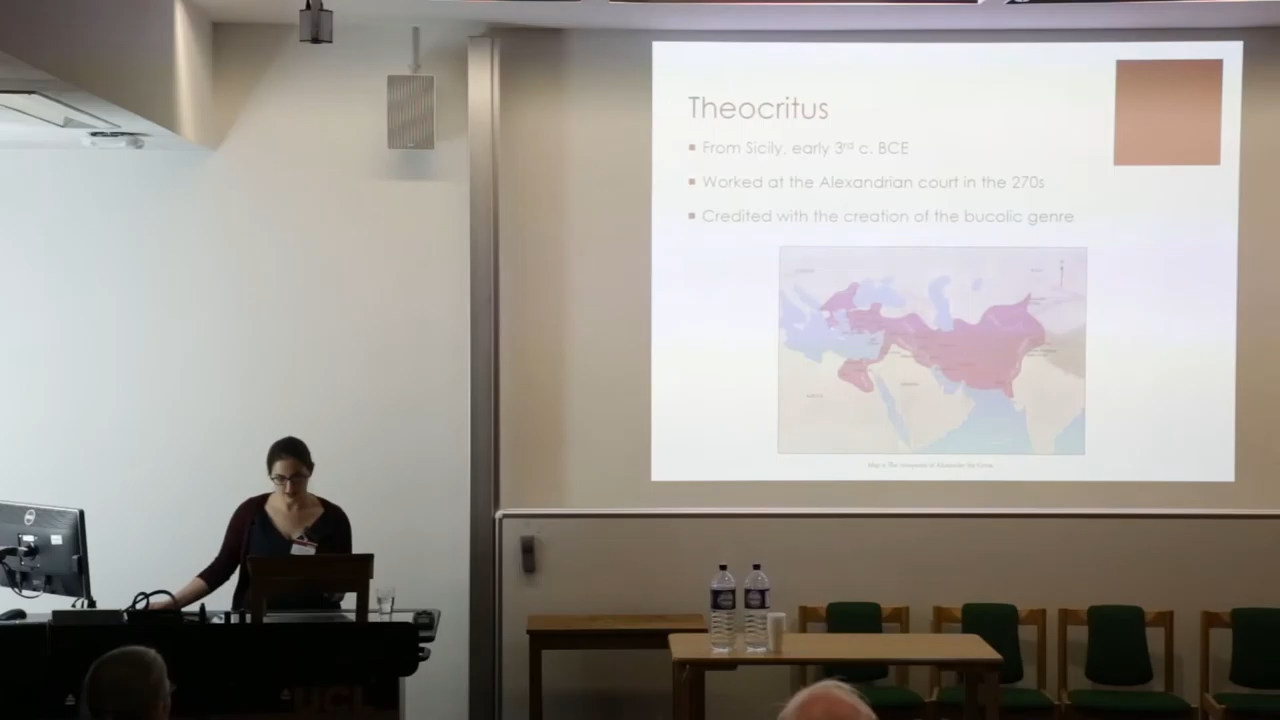 Theocritus
From Sicily, early 3rd c. BCE
Worked at the Alexandrian court in the 270s
Credited with the creation of the bucolic genre
DELL
UCL